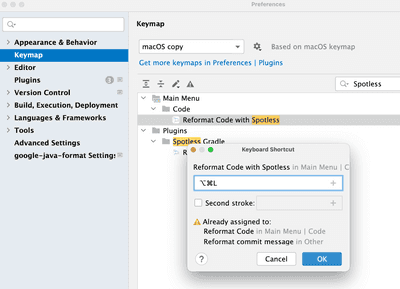 Preferences
Keymap
Appearance & Behavior
Keymap
Editor
Plugins
Version Control
Build, Execution, Deployment
Languages & Frameworks
Tools
Advanced Settings
google-java-format Settings
macOS copy
Based on macOS keymap
Get more keymaps in Preferences | Plugins
Spotless
Main Menu
Code
Reformat Code with Spotless
Plugins
Spotless Gradle
R
Keyboard Shortcut
Reformat Code with Spotless in Main Menu | C
⌥⌘L
Second stroke:
Already assigned to:
Reformat Code in Main Menu | Code
Reformat commit message in Other
?
Cancel
OK